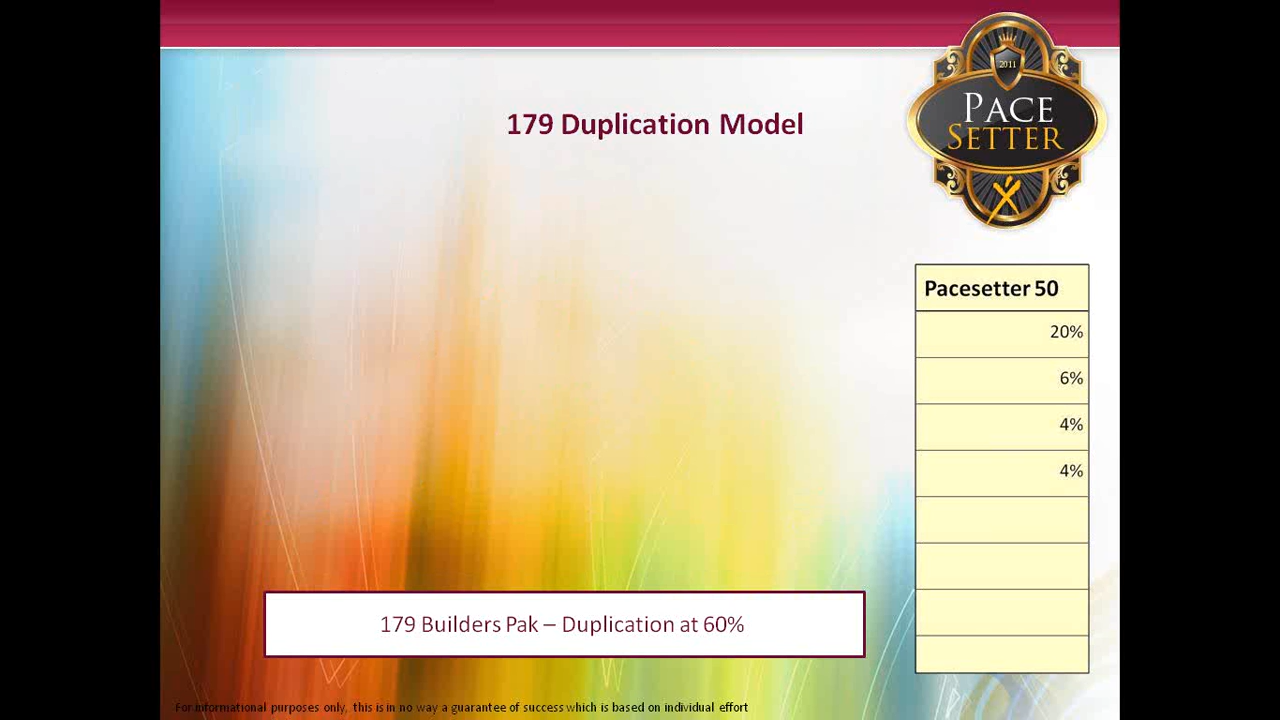 2011
PACE
SETTER
179 Duplication Model
Pacesetter 50
20%
6%
4%
4%
179 Builders Pak – Duplication at 60%
For informational purposes only, this is in no way a guarantee of success which is based on individual effort